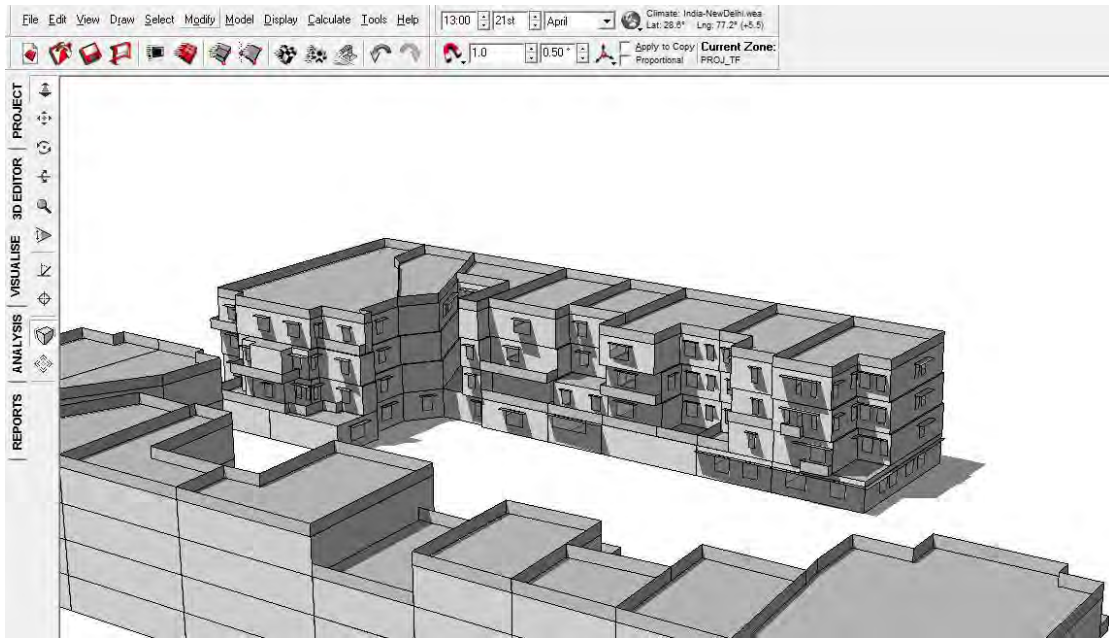 File Edit View Draw Select Modify Model Display Calculate Tools Help
13:00 21st April
Climate: India-NewDelhi.wea
Lat: 28.6° Lng: 77.2° (+5.5)
1.0 0.50 ° Apply to Copy
Proportional
Current Zone:
PROJ_TF
PROJECT
3D EDITOR
VISUALISE
ANALYSIS
REPORTS